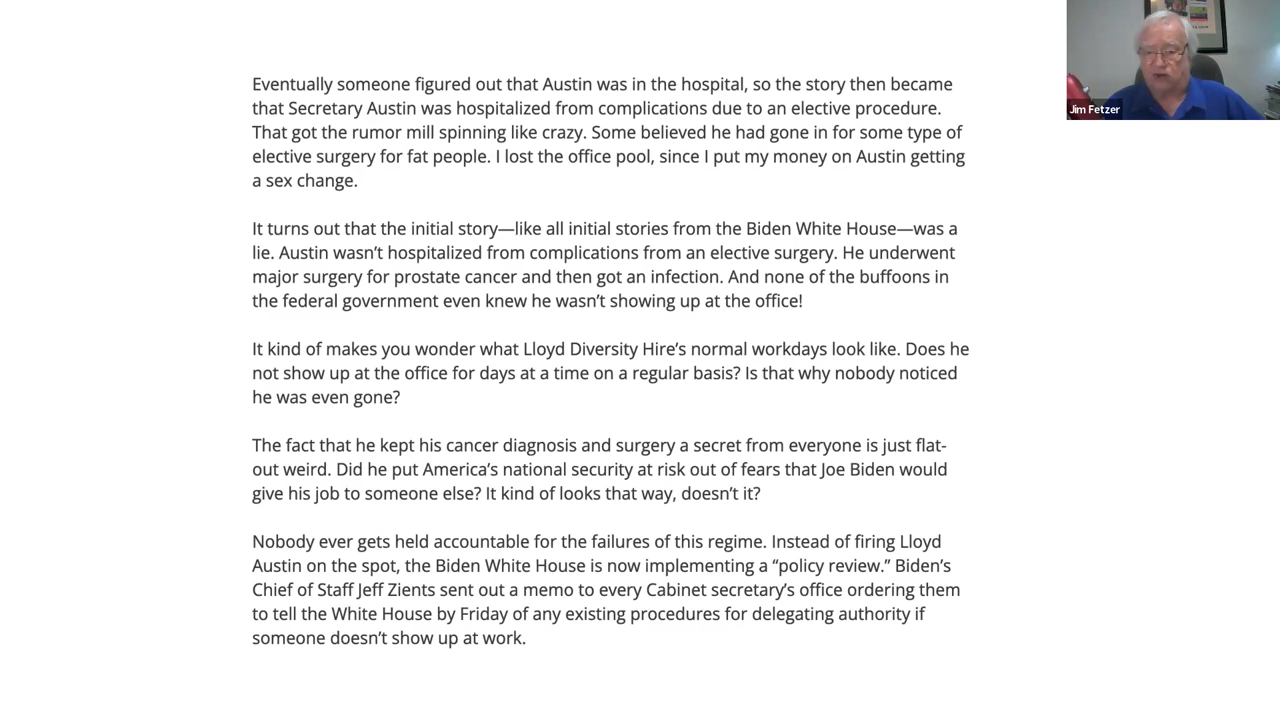 Eventually someone figured out that Austin was in the hospital, so the story then became
that Secretary Austin was hospitalized from complications due to an elective procedure.
That got the rumor mill spinning like crazy. Some believed he had gone in for some type of
elective surgery for fat people. I lost the office pool, since I put my money on Austin getting
a sex change.
It turns out that the initial story—like all initial stories from the Biden White House—was a
lie. Austin wasn’t hospitalized from complications from an elective surgery. He underwent
major surgery for prostate cancer and then got an infection. And none of the buffoons in
the federal government even knew he wasn’t showing up at the office!
It kind of makes you wonder what Lloyd Diversity Hire’s normal workdays look like. Does he
not show up at the office for days at a time on a regular basis? Is that why nobody noticed
he was even gone?
The fact that he kept his cancer diagnosis and surgery a secret from everyone is just flat-
out weird. Did he put America’s national security at risk out of fears that Joe Biden would
give his job to someone else? It kind of looks that way, doesn’t it?
Nobody ever gets held accountable for the failures of this regime. Instead of firing Lloyd
Austin on the spot, the Biden White House is now implementing a “policy review.” Biden’s
Chief of Staff Jeff Zients sent out a memo to every Cabinet secretary’s office ordering them
to tell the White House by Friday of any existing procedures for delegating authority if
someone doesn’t show up at work.
Jim Fetzer